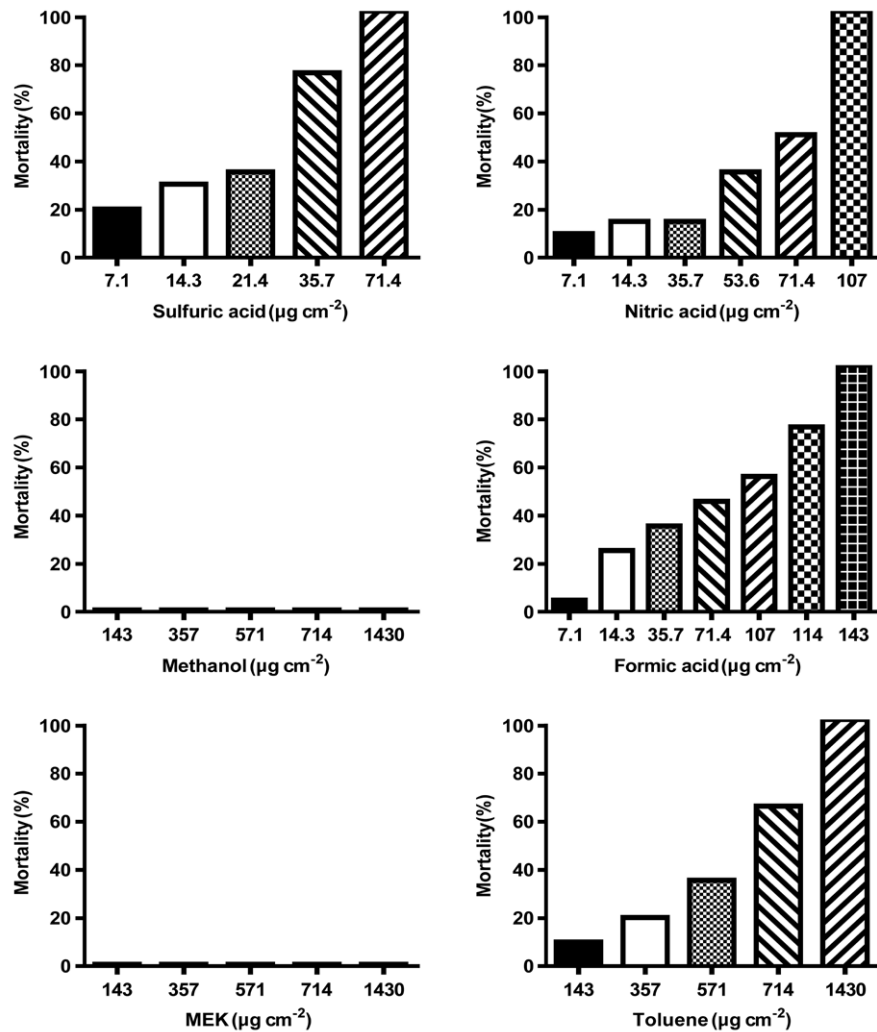 100
80
60
40
20
0
Mortality(%)
7.1 14.3 21.4 35.7 71.4
Sulfuric acid(µg cm⁻²)
100
80
60
40
20
0
Mortality(%)
7.1 14.3 35.7 53.6 71.4 107
Nitric acid(µg cm⁻²)
100
80
60
40
20
0
Mortality(%)
143 357 571 714 1430
Methanol(µg cm⁻²)
100
80
60
40
20
0
Mortality(%)
7.1 14.3 35.7 71.4 107 114 143
Formic acid(µg cm⁻²)
100
80
60
40
20
0
Mortality(%)
143 357 571 714 1430
MEK(µg cm⁻²)
100
80
60
40
20
0
Mortality(%)
143 357 571 714 1430
Toluene(µg cm⁻²)